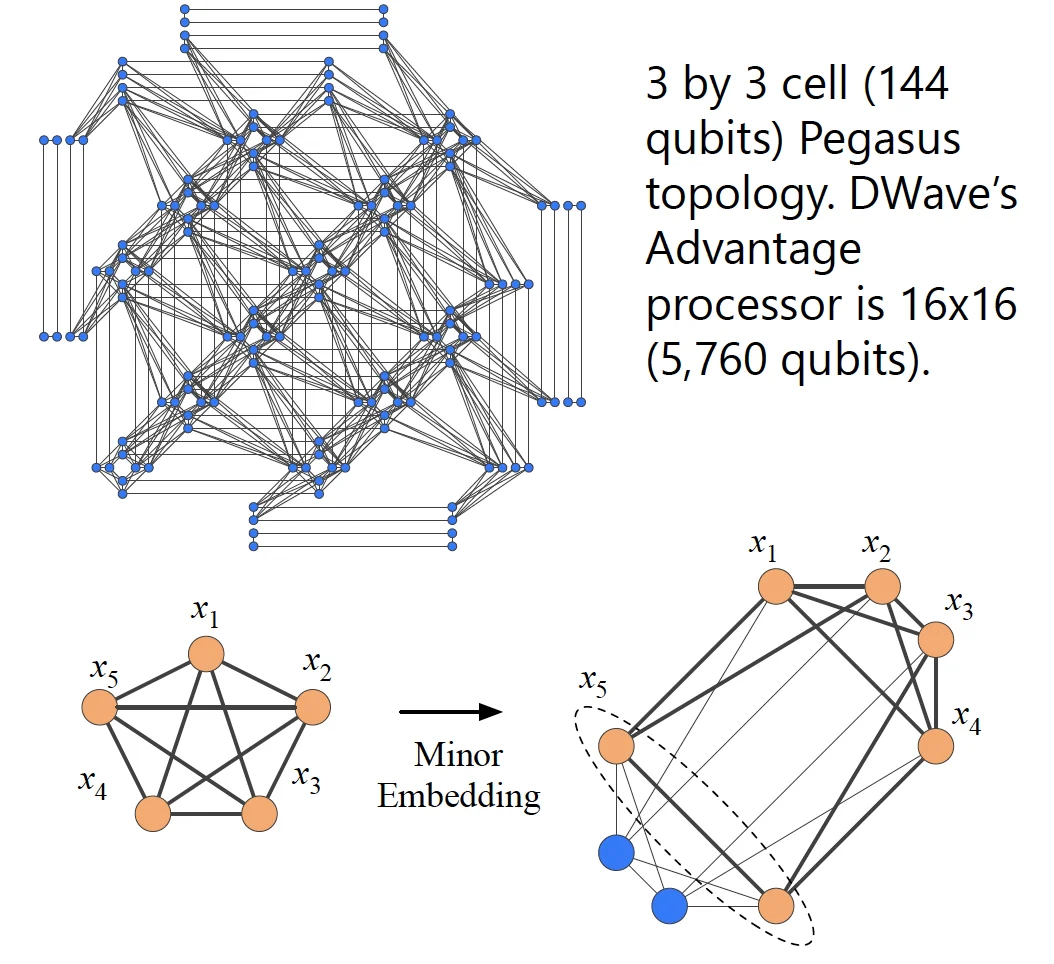 3 by 3 cell (144
qubits) Pegasus
topology. DWave’s
Advantage
processor is 16x16
(5,760 qubits).
x1
x2
x3
x4
x5
Minor
Embedding
x1
x2
x3
x4
x5